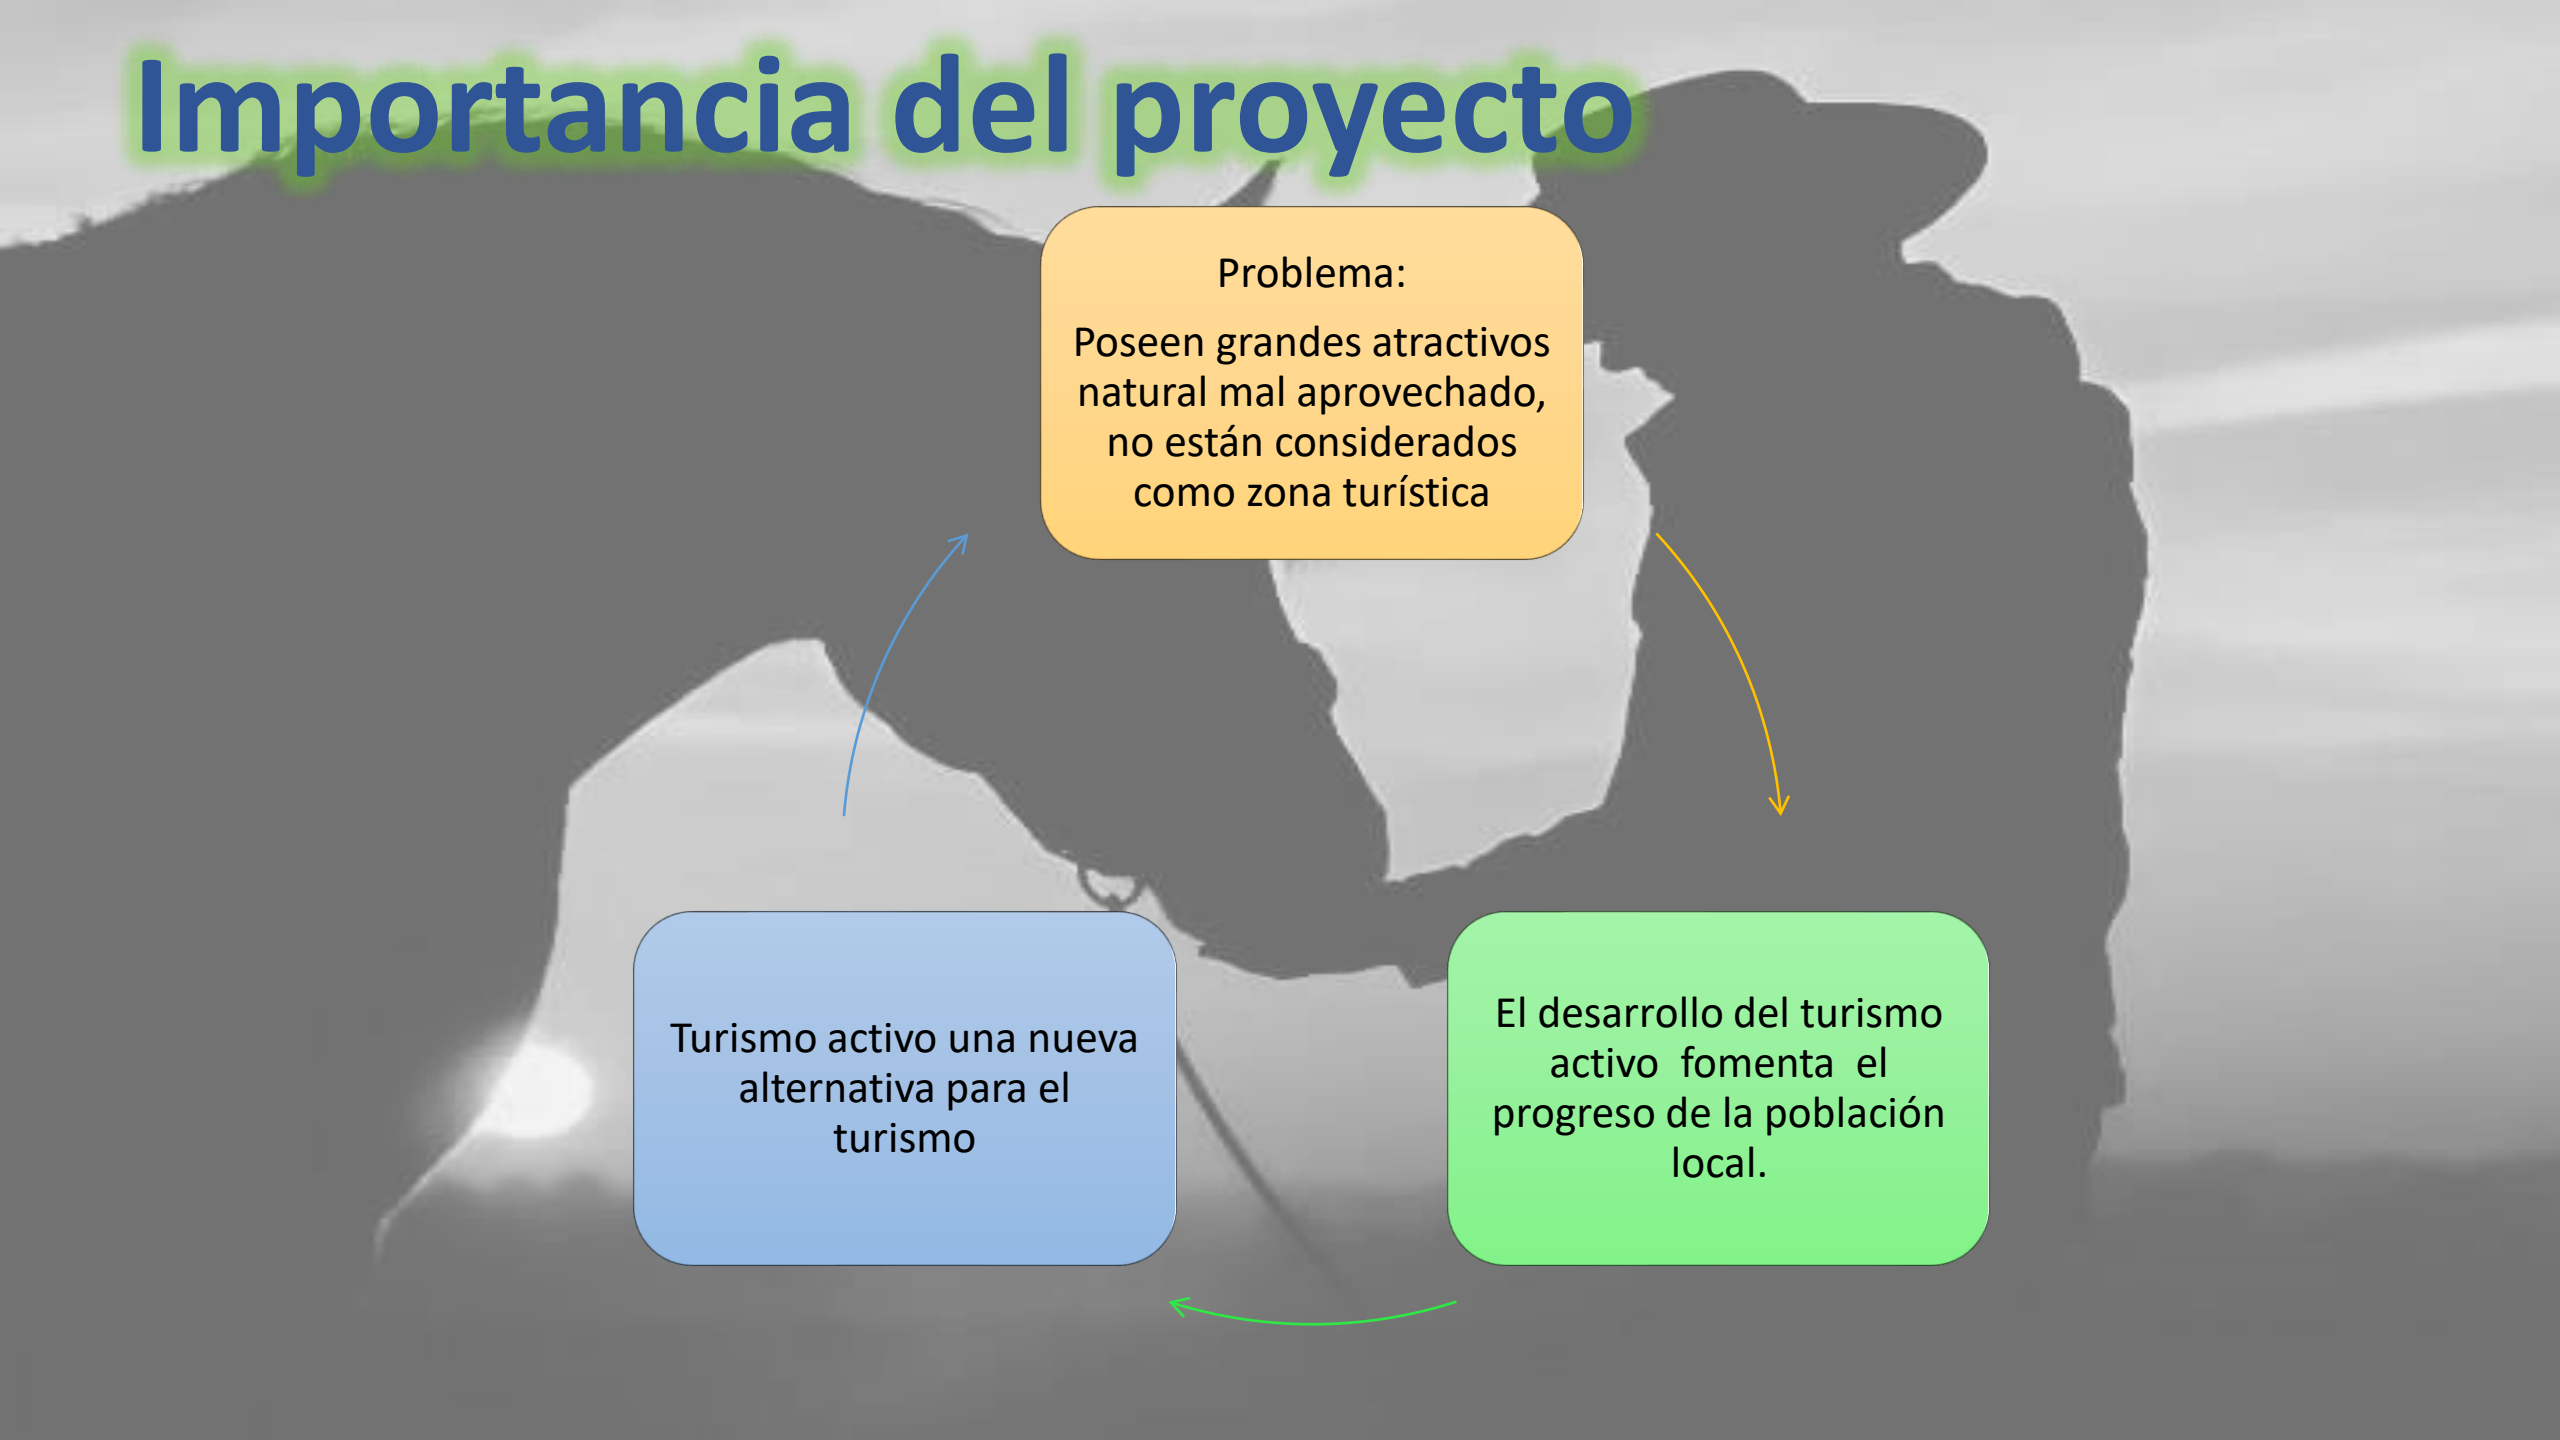 Importancia del proyecto
Problema:
Poseen grandes atractivos
natural mal aprovechado,
no están considerados
como zona turística
El desarrollo del turismo
activo  fomenta  el
progreso de la población
local.
Turismo activo una nueva
alternativa para el
turismo